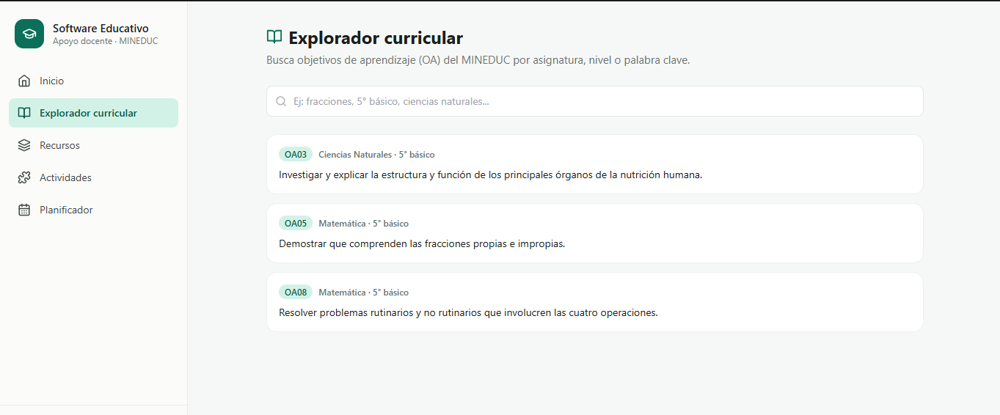 Software Educativo
Apoyo docente · MINEDUC
Inicio
Explorador curricular
Recursos
Actividades
Planificador
Explorador curricular
Busca objetivos de aprendizaje (OA) del MINEDUC por asignatura, nivel o palabra clave.
Ej: fracciones, 5° básico, ciencias naturales...
OA03 Ciencias Naturales · 5° básico
Investigar y explicar la estructura y función de los principales órganos de la nutrición humana.
OA05 Matemática · 5° básico
Demostrar que comprenden las fracciones propias e impropias.
OA08 Matemática · 5° básico
Resolver problemas rutinarios y no rutinarios que involucren las cuatro operaciones.